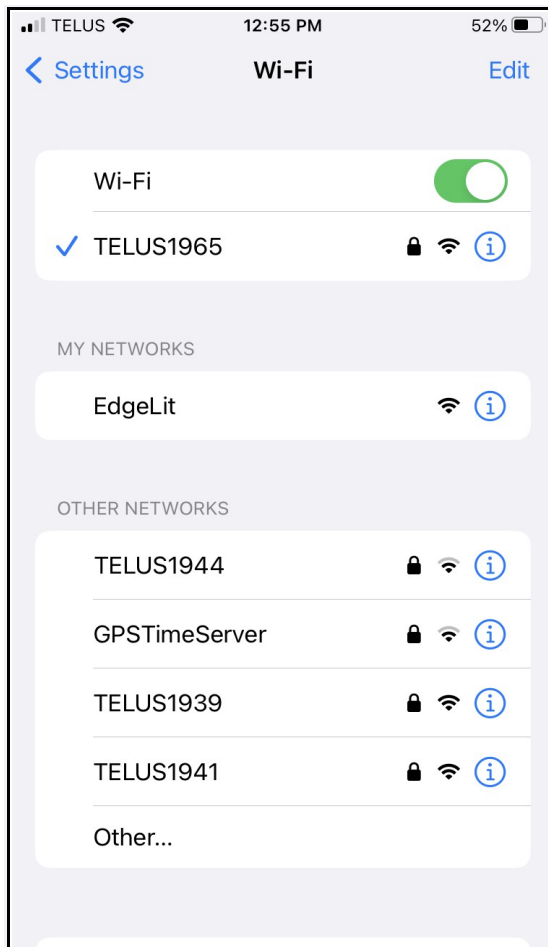 TELUS 12:55 PM 52%
Settings Wi-Fi Edit
Wi-Fi
TELUS1965
MY NETWORKS
EdgeLit
OTHER NETWORKS
TELUS1944
GPSTimeServer
TELUS1939
TELUS1941
Other...